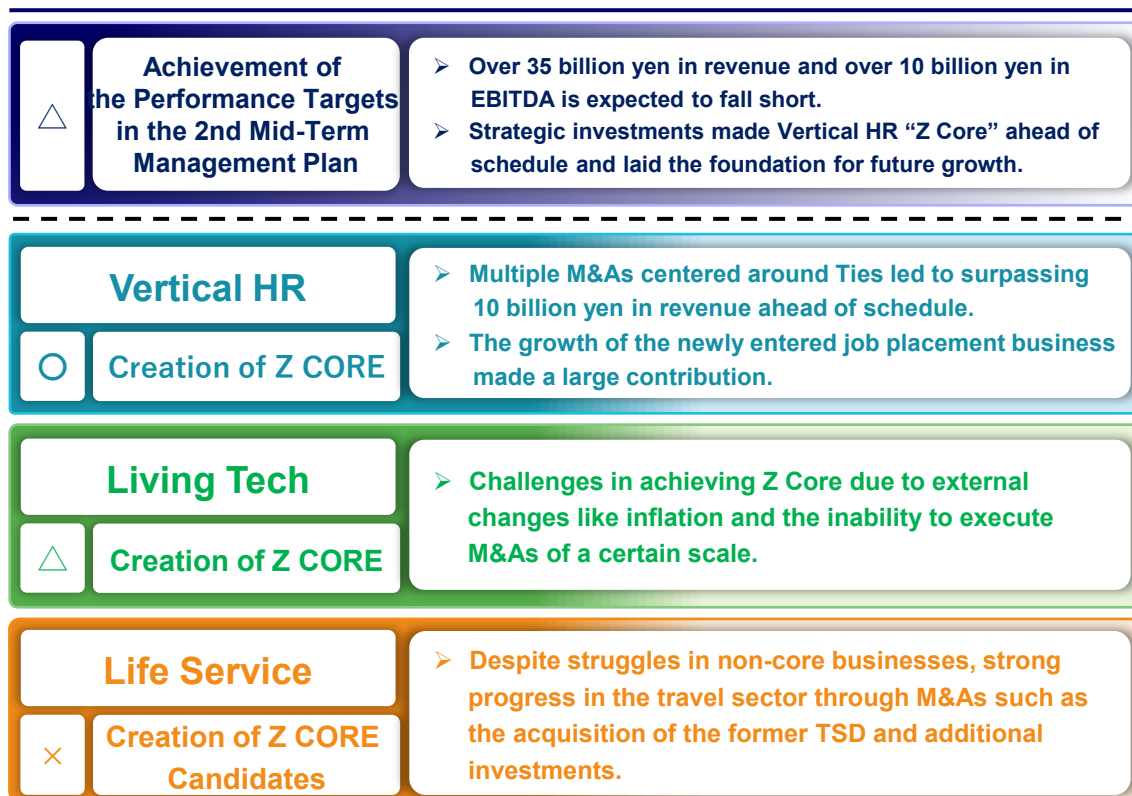 △
Achievement of
the Performance Targets
in the 2nd Mid-Term
Management Plan
➢ Over 35 billion yen in revenue and over 10 billion yen in
EBITDA is expected to fall short.
➢ Strategic investments made Vertical HR “Z Core” ahead of
schedule and laid the foundation for future growth.
Vertical HR
○ Creation of Z CORE
➢ Multiple M&As centered around Ties led to surpassing
10 billion yen in revenue ahead of schedule.
➢ The growth of the newly entered job placement business
made a large contribution.
Living Tech
△ Creation of Z CORE
➢ Challenges in achieving Z Core due to external
changes like inflation and the inability to execute
M&As of a certain scale.
Life Service
×
Creation of Z CORE
Candidates
➢ Despite struggles in non-core businesses, strong
progress in the travel sector through M&As such as
the acquisition of the former TSD and additional
investments.